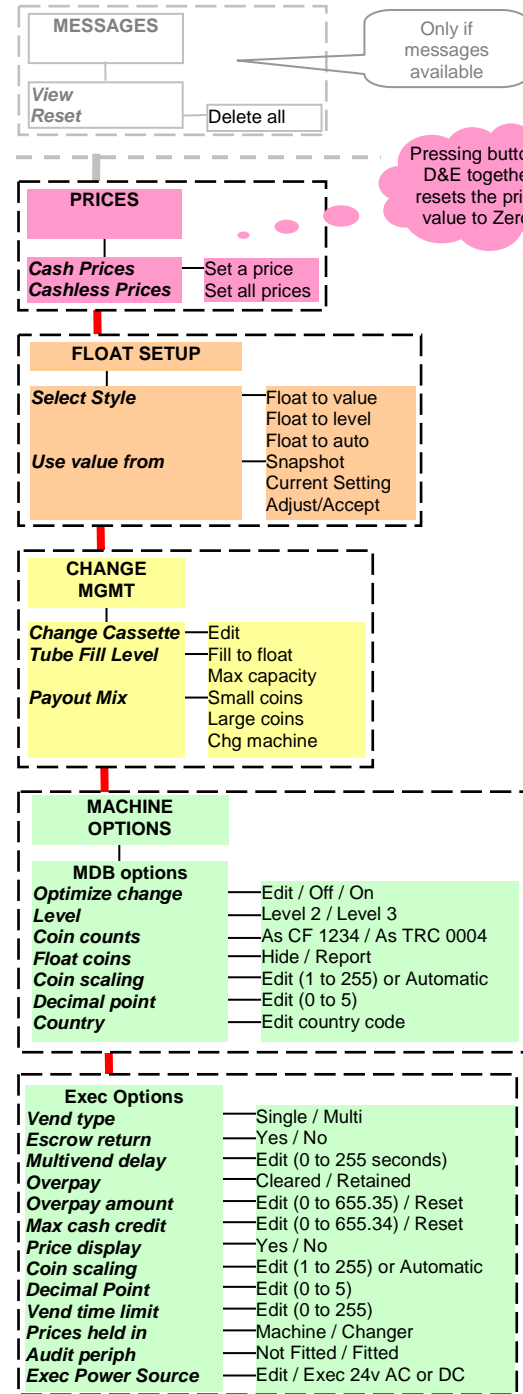 MESSAGES
Only if
messages
available
View
Reset
Delete all
Pressing
D&E
resets the
value to
PRICES
Cash Prices Set a price
Cashless Prices Set all prices
FLOAT SETUP
Select Style Float to value
Float to level
Float to auto
Use value from Snapshot
Current Setting
Adjust/Accept
CHANGE
MGMT
Change Cassette Edit
Tube Fill Level Fill to float
Max capacity
Payout Mix Small coins
Large coins
Chg machine
MACHINE
OPTIONS
MDB options
Optimize change Edit / Off / On
Level Level 2 / Level 3
Coin counts As CF 1234 / As TRC 0004
Float coins Hide / Report
Coin scaling Edit (1 to 255) or Automatic
Decimal point Edit (0 to 5)
Country Edit country code
Exec Options
Vend type Single / Multi
Escrow return Yes / No
Multivend delay Edit (0 to 255 seconds)
Overpay Cleared / Retained
Overpay amount Edit (0 to 655.35) / Reset
Max cash credit Edit (0 to 655.34) / Reset
Price display Yes / No
Coin scaling Edit (1 to 255) or Automatic
Decimal Point Edit (0 to 5)
Vend time limit Edit (0 to 255)
Prices held in Machine / Changer
Audit periph Not Fitted / Fitted
Exec Power Source Edit / Exec 24v AC or DC